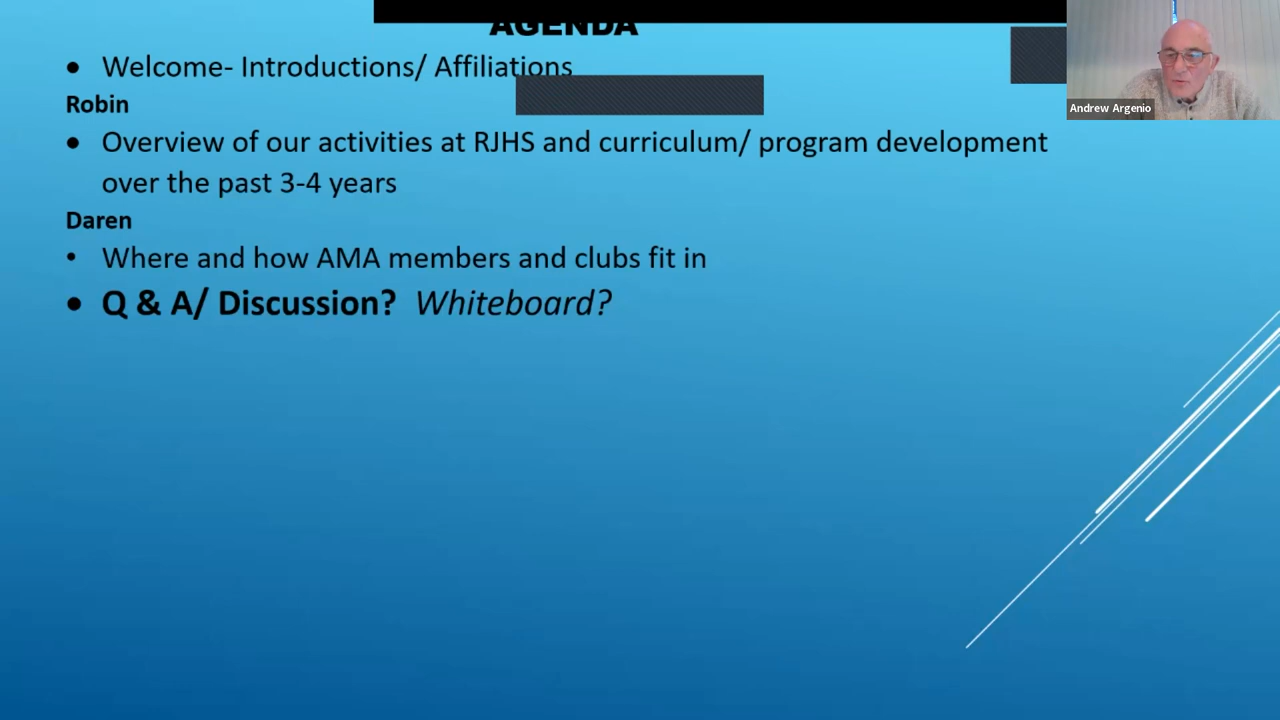 AGENDA
• Welcome- Introductions/ Affiliations
Robin
• Overview of our activities at RJHS and curriculum/ program development
over the past 3-4 years
Daren
• Where and how AMA members and clubs fit in
• Q & A/ Discussion? Whiteboard?
Andrew Argenio